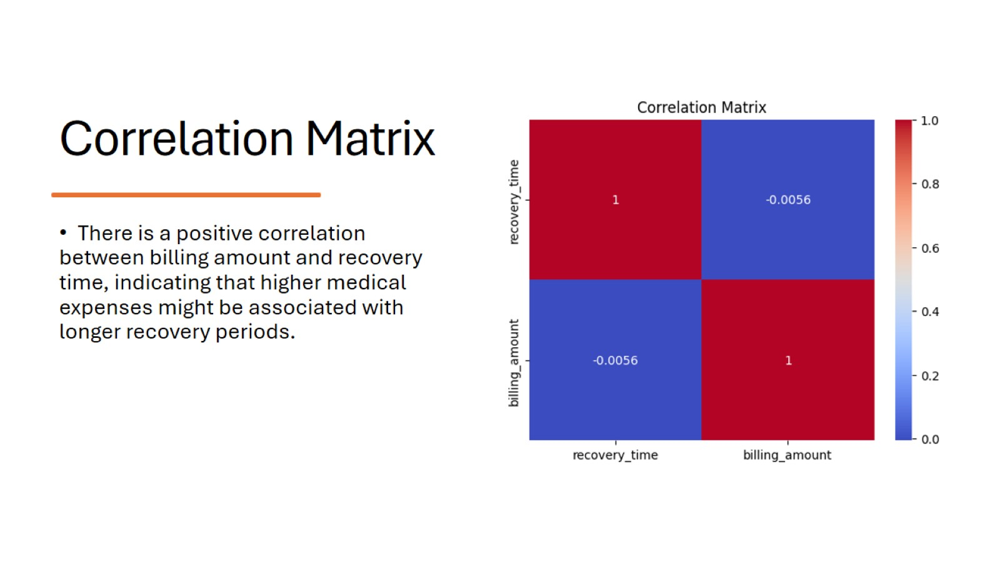 Correlation Matrix
• There is a positive correlation
between billing amount and recovery
time, indicating that higher medical
expenses might be associated with
longer recovery periods.
Correlation Matrix
recovery_time
billing_amount
1
-0.0056
-0.0056
1
recovery_time
billing_amount
1.0
0.8
0.6
0.4
0.2
0.0